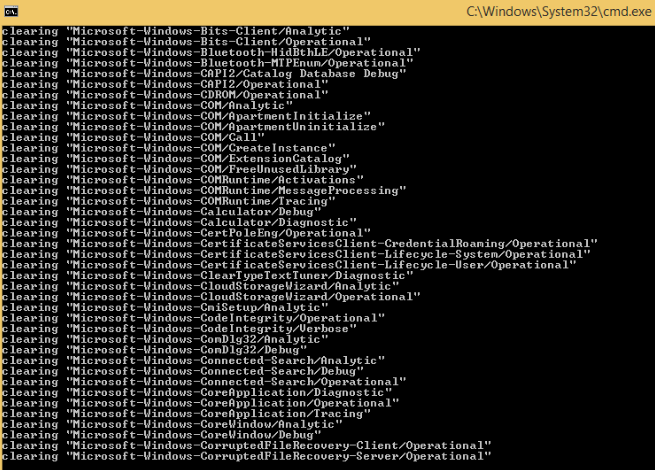 C:\Windows\System32\cmd.exe
clearing "Microsoft-Windows-Bits-Client/Analytic"
clearing "Microsoft-Windows-Bits-Client/Operational"
clearing "Microsoft-Windows-Bluetooth-HidBthLE/Operational"
clearing "Microsoft-Windows-Bluetooth-MTPEnum/Operational"
clearing "Microsoft-Windows-CAPI2/Catalog Database Debug"
clearing "Microsoft-Windows-CAPI2/Operational"
clearing "Microsoft-Windows-CDROM/Operational"
clearing "Microsoft-Windows-COM/Analytic"
clearing "Microsoft-Windows-COM/ApartmentInitialize"
clearing "Microsoft-Windows-COM/ApartmentUninitialize"
clearing "Microsoft-Windows-COM/Call"
clearing "Microsoft-Windows-COM/CreateInstance"
clearing "Microsoft-Windows-COM/ExtensionCatalog"
clearing "Microsoft-Windows-COM/FreeUnusedLibrary"
clearing "Microsoft-Windows-COMRuntime/Activations"
clearing "Microsoft-Windows-COMRuntime/MessageProcessing"
clearing "Microsoft-Windows-COMRuntime/Tracing"
clearing "Microsoft-Windows-Calculator/Debug"
clearing "Microsoft-Windows-Calculator/Diagnostic"
clearing "Microsoft-Windows-CertPoleEng/Operational"
clearing "Microsoft-Windows-CertificateServicesClient-CredentialRoaming/Operational"
clearing "Microsoft-Windows-CertificateServicesClient-Lifecycle-System/Operational"
clearing "Microsoft-Windows-CertificateServicesClient-Lifecycle-User/Operational"
clearing "Microsoft-Windows-ClearTypeTextTuner/Diagnostic"
clearing "Microsoft-Windows-CloudStorageWizard/Analytic"
clearing "Microsoft-Windows-CloudStorageWizard/Operational"
clearing "Microsoft-Windows-CmiSetup/Analytic"
clearing "Microsoft-Windows-CodeIntegrity/Operational"
clearing "Microsoft-Windows-CodeIntegrity/Verbose"
clearing "Microsoft-Windows-ComDlg32/Analytic"
clearing "Microsoft-Windows-ComDlg32/Debug"
clearing "Microsoft-Windows-Connected-Search/Analytic"
clearing "Microsoft-Windows-Connected-Search/Debug"
clearing "Microsoft-Windows-Connected-Search/Operational"
clearing "Microsoft-Windows-CoreApplication/Diagnostic"
clearing "Microsoft-Windows-CoreApplication/Operational"
clearing "Microsoft-Windows-CoreApplication/Tracing"
clearing "Microsoft-Windows-CoreWindow/Analytic"
clearing "Microsoft-Windows-CoreWindow/Debug"
clearing "Microsoft-Windows-CorruptedFileRecovery-Client/Operational"
clearing "Microsoft-Windows-CorruptedFileRecovery-Server/Operational"